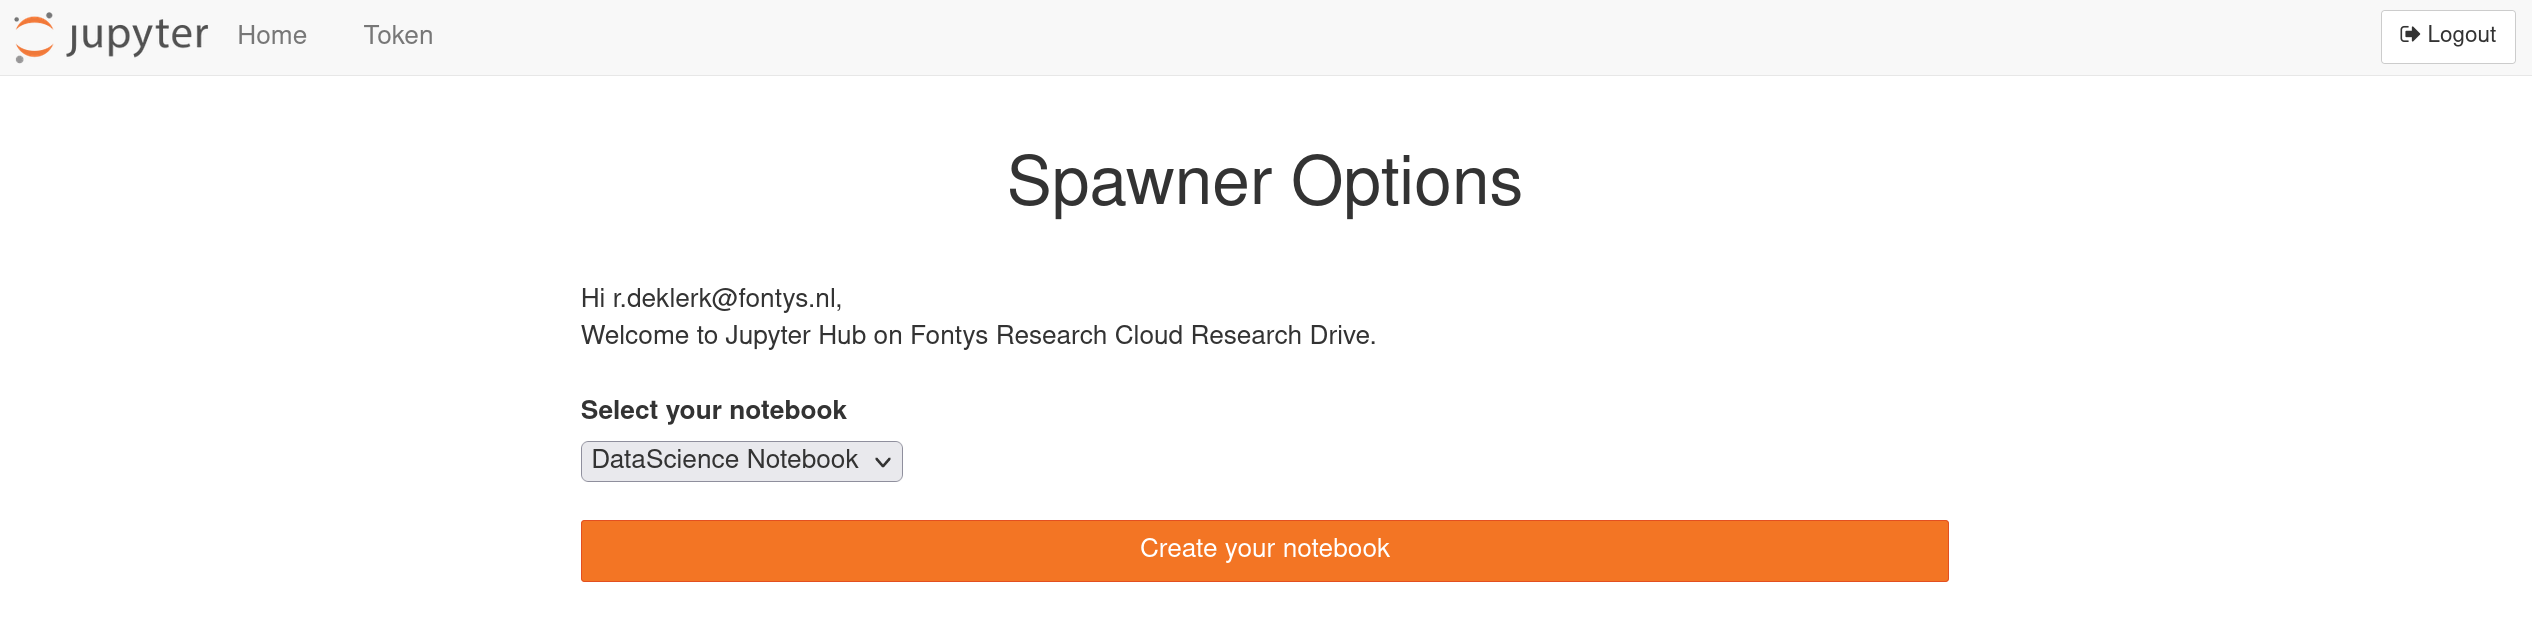 jupyter Home Token Logout
Spawner Options
Hi r.deklerk@fontys.nl,
Welcome to Jupyter Hub on Fontys Research Cloud Research Drive.
Select your notebook
DataScience Notebook
Create your notebook